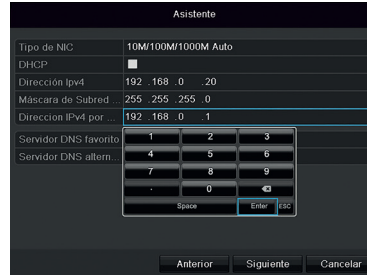 Asistente
Tipo de NIC 10M/100M/1000M Auto
DHCP
Dirección Ipv4 192 .168 .0 .20
Máscara de Subred ... 255 .255 .255 .0
Direccion IPv4 por ... 192 .168 .0 .1
Servidor DNS favorito
Servidor DNS altern...
1 2 3
4 5 6
7 8 9
. 0
Space Enter ESC
Anterior Siguiente Cancelar